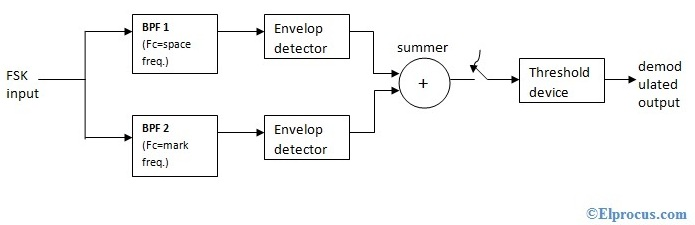 FSK
input
BPF 1
(Fc=space
freq.)
Envelop
detector
BPF 2
(Fc=mark
freq.)
Envelop
detector
summer
+
Threshold
device
demod
ulated
output
©Elprocus.com